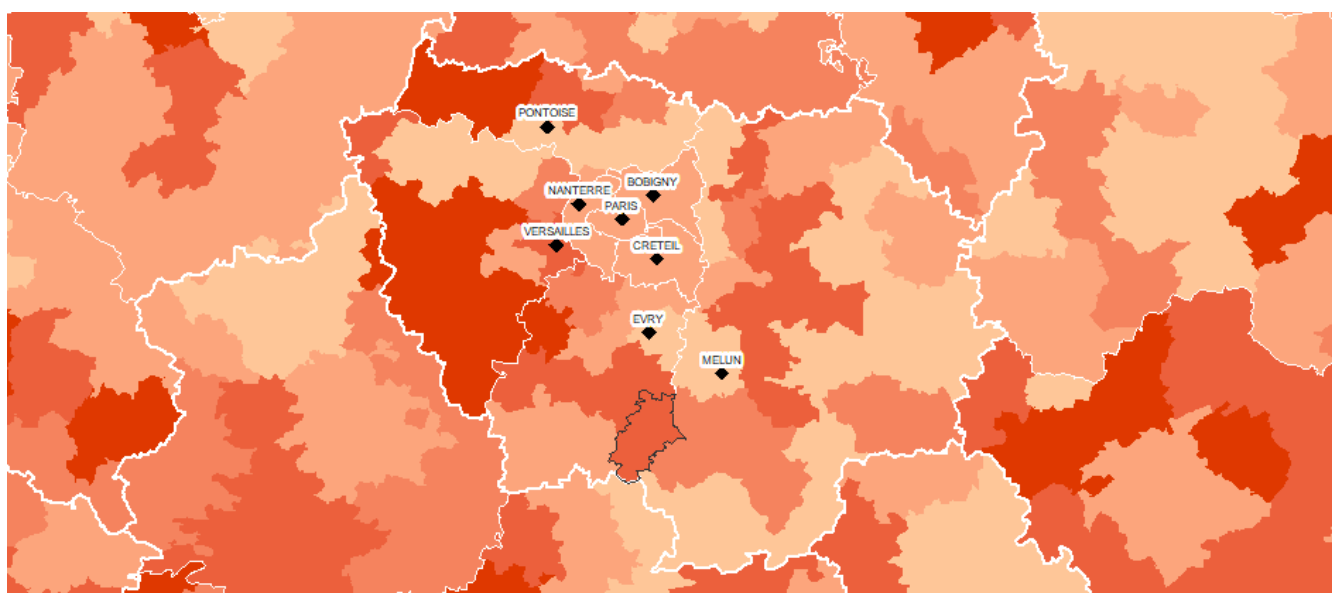 PONTOISE
BOBIGNY
NANTERRE
PARIS
VERSAILLES
CRETEIL
EVRY
MELUN